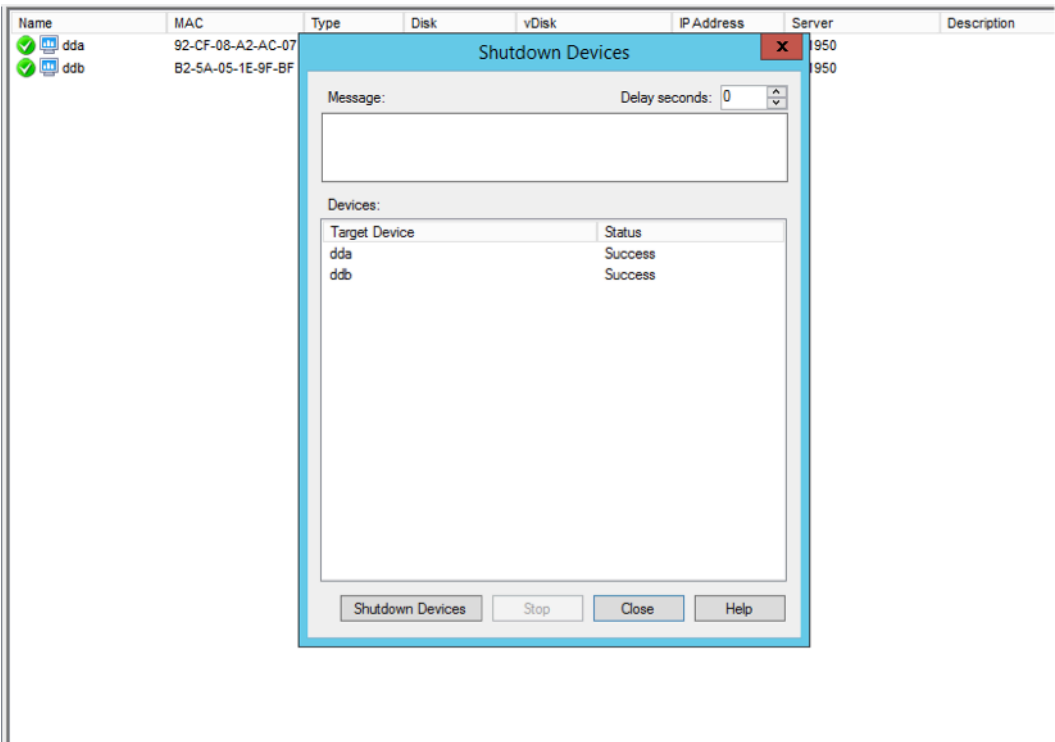 Name MAC Type Disk vDisk IP Address Server Description
dda 92-CF-08-A2-AC-07 1950
ddb B2-5A-05-1E-9F-BF 1950
Shutdown Devices x
Message: Delay seconds: 0
Devices:
Target Device Status
dda Success
ddb Success
Shutdown Devices Stop Close Help